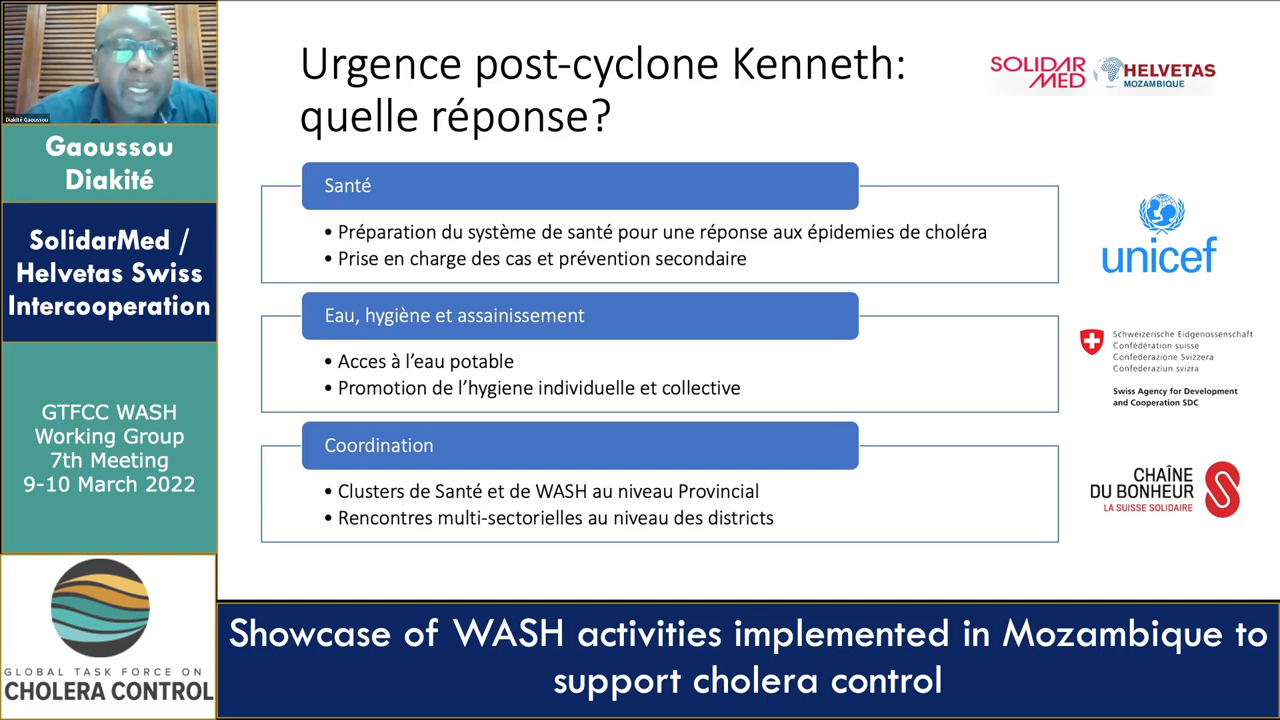 Diakité Gaoussou
Gaoussou
Diakité
SolidarMed /
Helvetas Swiss
Intercooperation
GTFCC WASH
Working Group
7th Meeting
9-10 March 2022
GLOBAL TASK FORCE ON
CHOLERA CONTROL
Urgence post-cyclone Kenneth:
quelle réponse?
SOLIDAR
MED
HELVETAS
MOZAMBIQUE
Santé
• Préparation du système de santé pour une réponse aux épidemies de choléra
• Prise en charge des cas et prévention secondaire
Eau, hygiène et assainissement
• Acces à l’eau potable
• Promotion de l’hygiene individuelle et collective
Coordination
• Clusters de Santé et de WASH au niveau Provincial
• Rencontres multi-sectorielles au niveau des districts
unicef
Schweizerische Eidgenossenschaft
Confédération suisse
Confederazione Svizzera
Confederaziun svizra
Swiss Agency for Development
and Cooperation SDC
CHAÎNE
DU BONHEUR
LA SUISSE SOLIDAIRE
Showcase of WASH activities implemented in Mozambique to
support cholera control